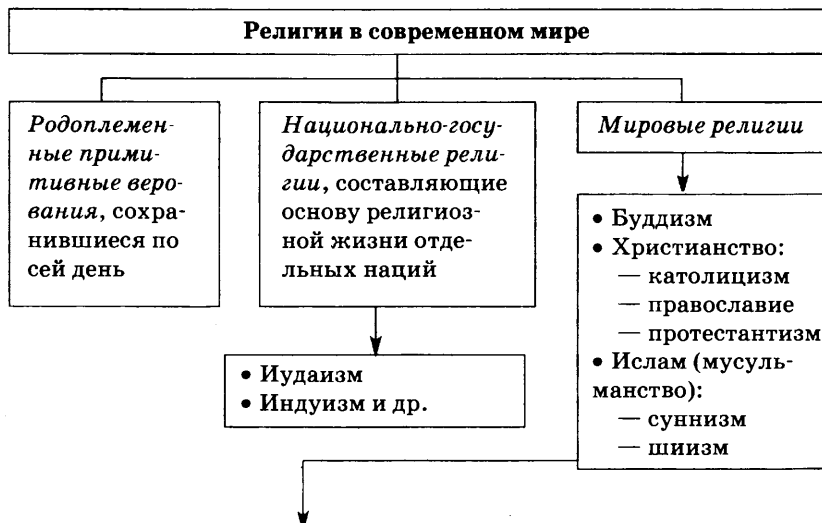 Религии в современном мире
Родоплемен-
ные прими-
тивные веро-
вания, сохра-
нившиеся по
сей день
Национально-госу-
дарственные рели-
гии, составляющие
основу религиоз-
ной жизни отде-
льных наций
• Иудаизм
• Индуизм и др.
Мировые религии
• Буддизм
• Христианство:
— католицизм
— православие
— протестантизм
• Ислам (мусуль-
манство):
— суннизм
— шиизм